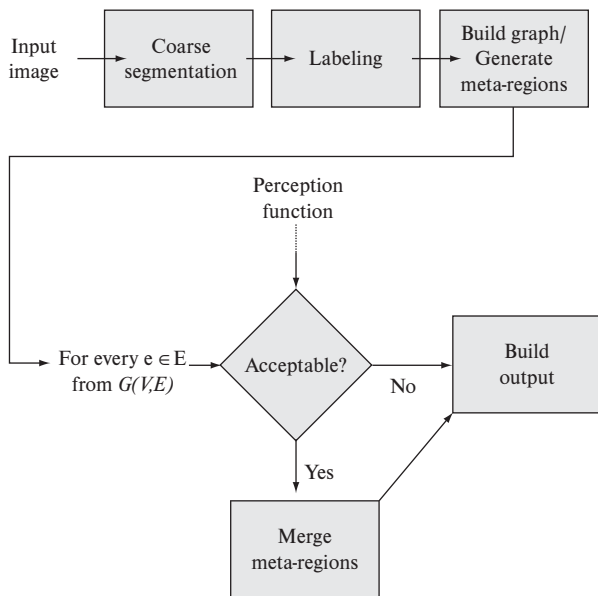 Input
image
Coarse
segmentation
Labeling
Build graph/
Generate
meta-regions
Perception
function
For every e ∈ E
from G(V,E)
Acceptable?
No
Build
output
Yes
Merge
meta-regions